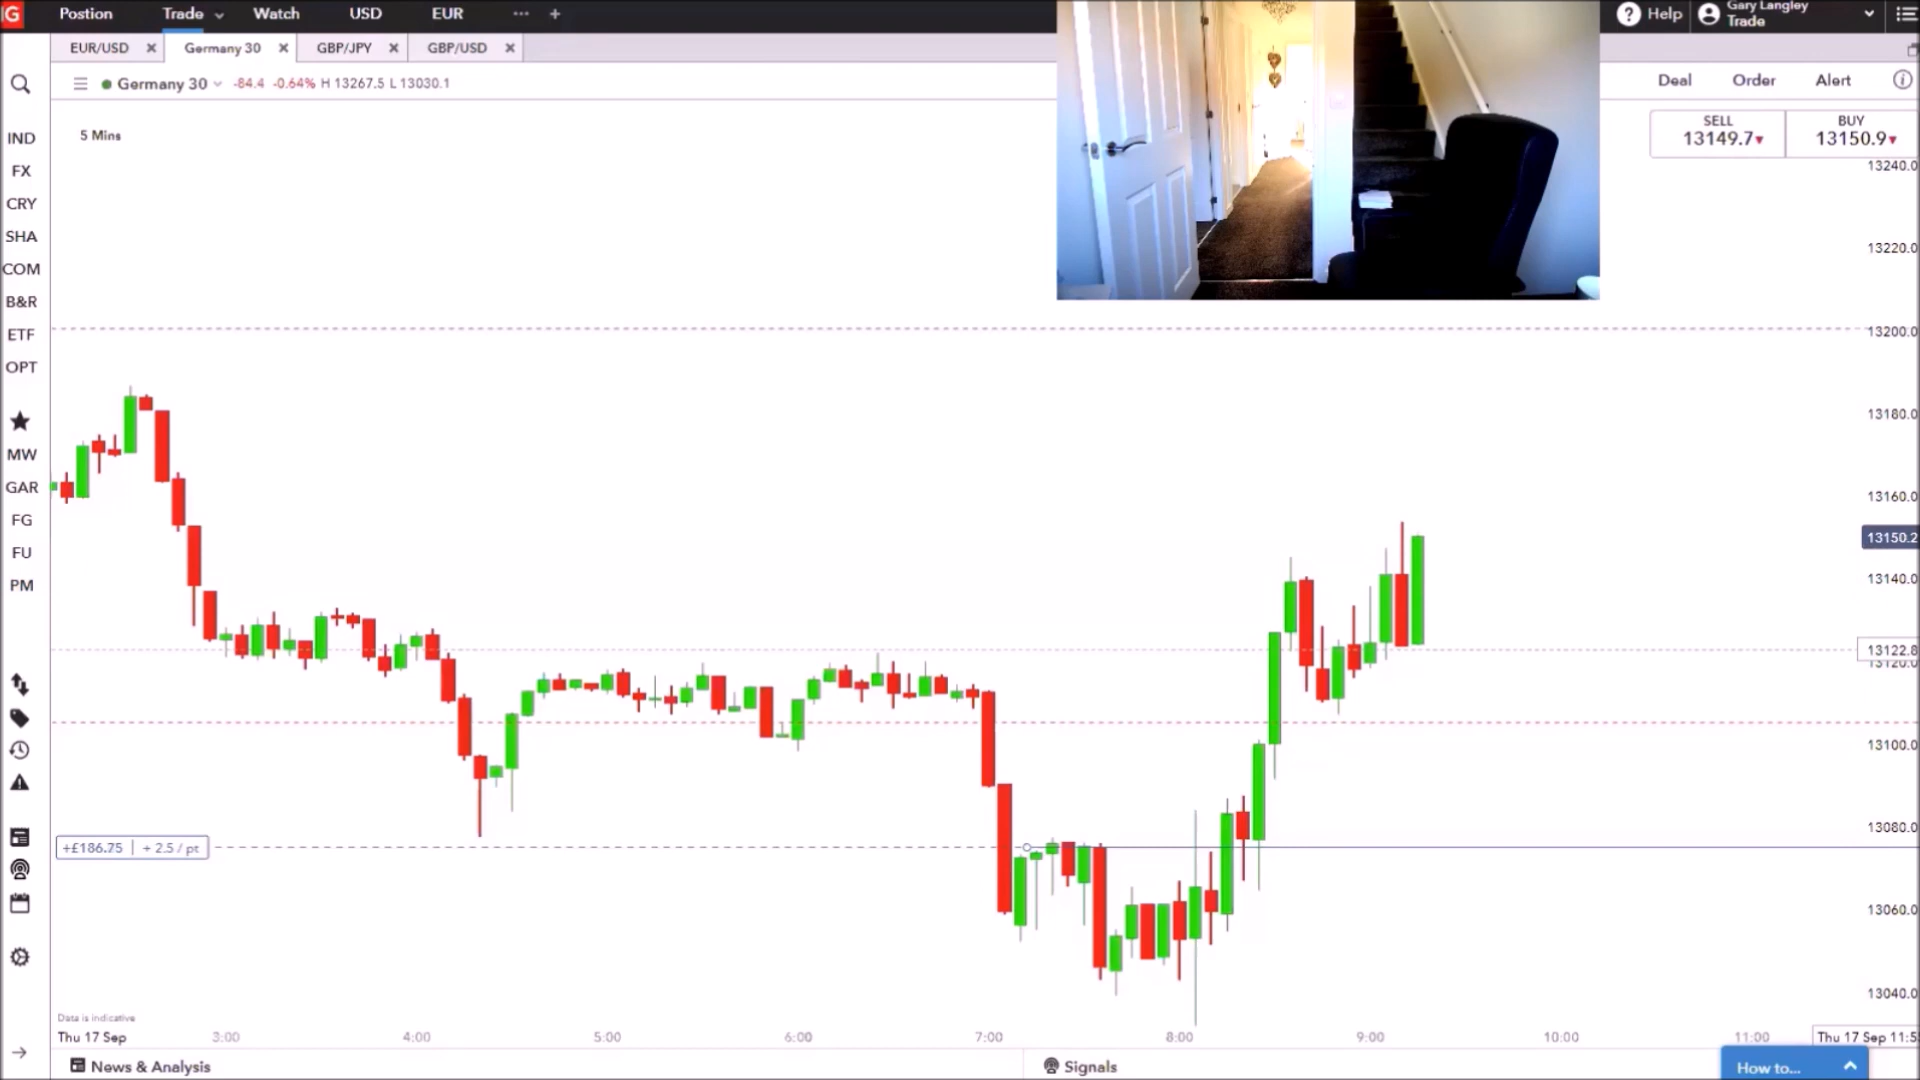 IG Postion Trade Watch USD EUR ··· + Help Gary Langley
Trade
EUR/USD × Germany 30 × GBP/JPY × GBP/USD ×
Germany 30 -84.4 -0.64% H 13267.5 L 13030.1
Deal Order Alert
5 Mins
SELL
13149.7
BUY
13150.9
IND
FX
CRY
SHA
COM
B&R
ETF
OPT
MW
GAR
FG
FU
PM
13240.0
13220.0
13200.0
13180.0
13160.0
13150.2
13140.0
13122.8
13120.0
13100.0
13080.0
13060.0
13040.0
+£186.75 | + 2.5 / pt
Data is indicative
Thu 17 Sep 3:00 4:00 5:00 6:00 7:00 8:00 9:00 10:00 11:00 Thu 17 Sep 11:5
News & Analysis
Signals
How to...